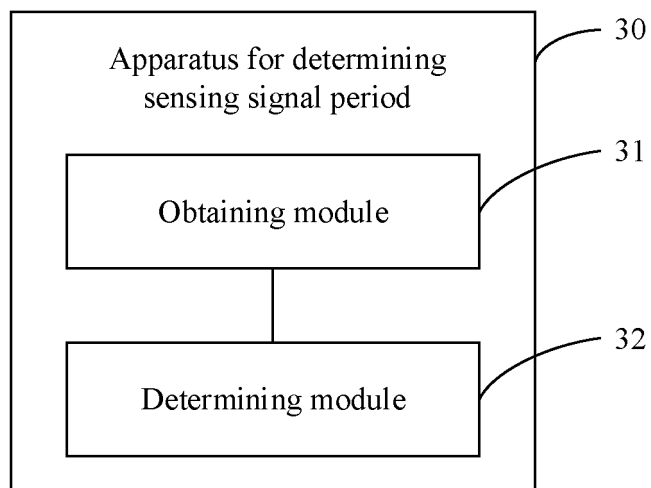 30
Apparatus for determining
sensing signal period
31
Obtaining module
32
Determining module